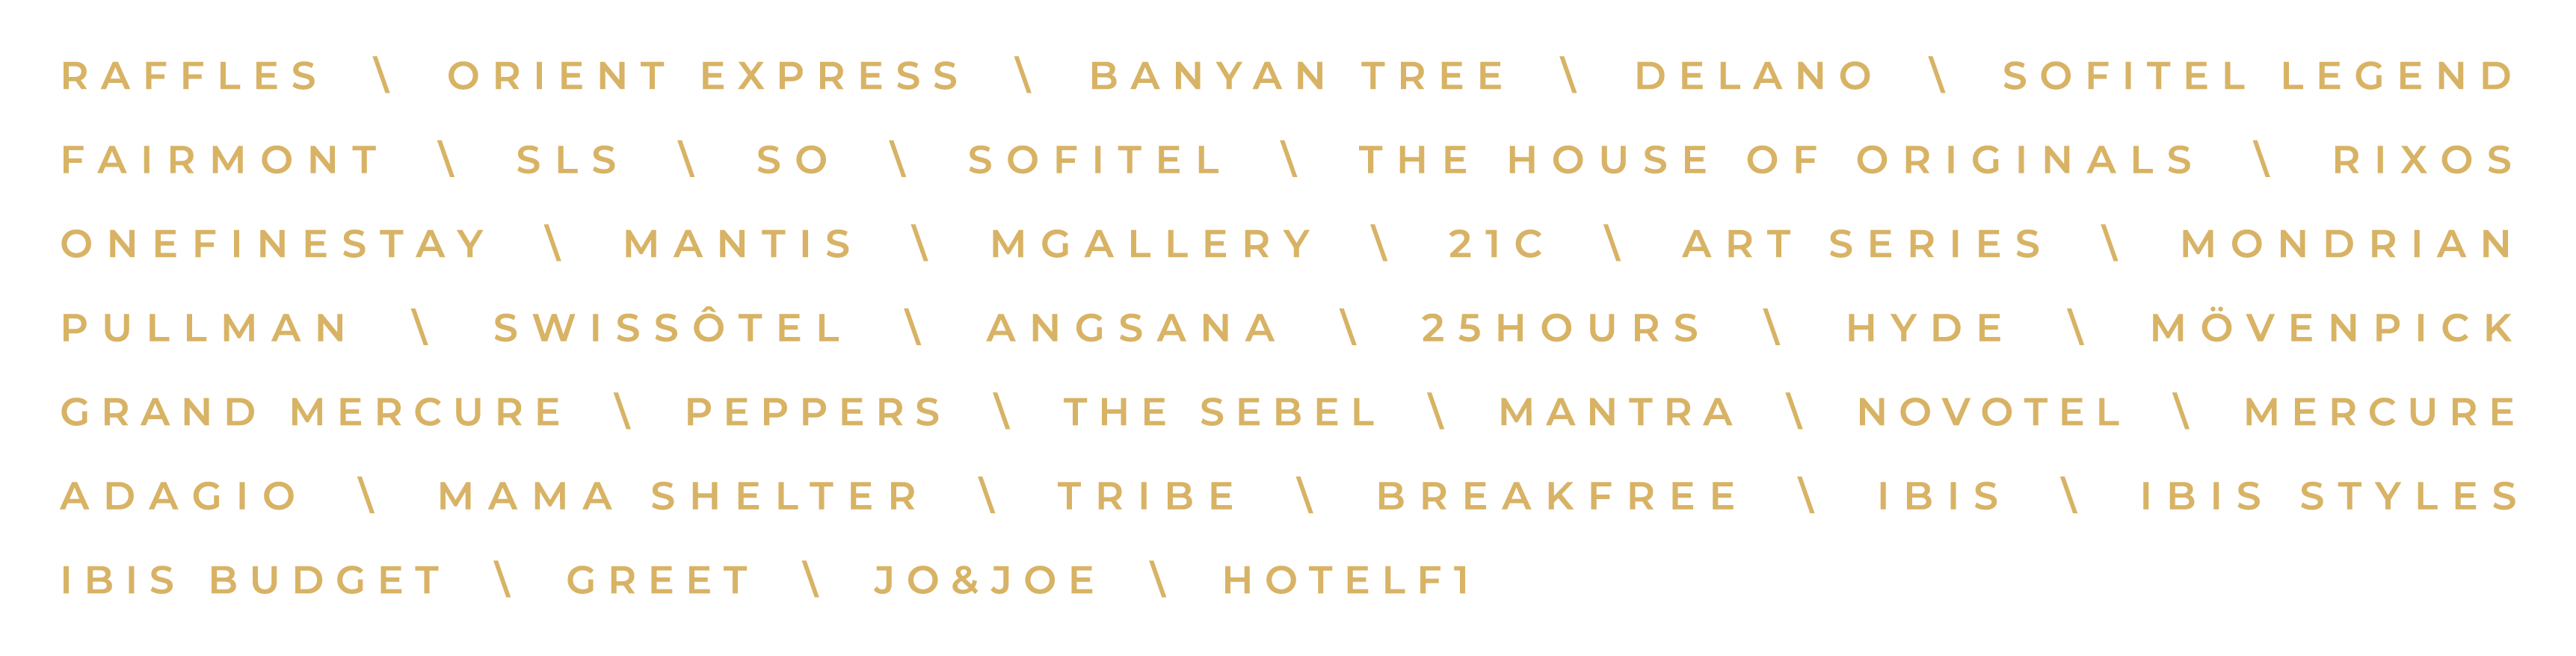 RAFFLES \ ORIENT EXPRESS \ BANYAN TREE \ DELANO \ SOFITEL LEGEND
FAIRMONT \ SLS \ SO \ SOFITEL \ THE HOUSE OF ORIGINALS \ RIXOS
ONEFINESTAY \ MANTIS \ MGALLERY \ 21C \ ART SERIES \ MONDRIAN
PULLMAN \ SWISSÔTEL \ ANGSANA \ 25HOURS \ HYDE \ MÖVENPICK
GRAND MERCURE \ PEPPERS \ THE SEBEL \ MANTRA \ NOVOTEL \ MERCURE
ADAGIO \ MAMA SHELTER \ TRIBE \ BREAKFREE \ IBIS \ IBIS STYLES
IBIS BUDGET \ GREET \ JO&JOE \ HOTELF1